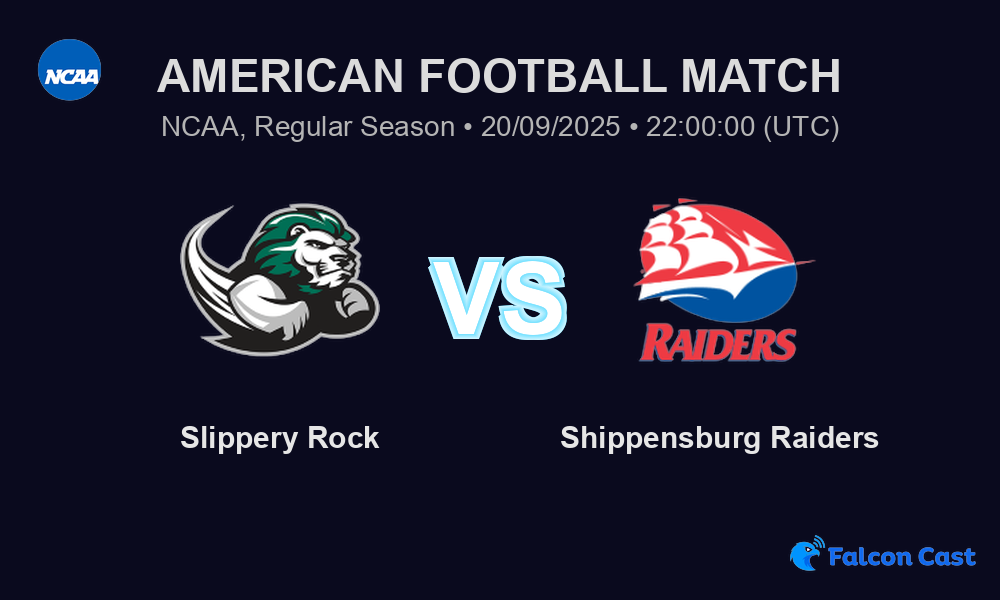 NCAA
AMERICAN FOOTBALL MATCH
NCAA, Regular Season • 20/09/2025 • 22:00:00 (UTC)
VS
RAIDERS
Slippery Rock
Shippensburg Raiders
Falcon Cast